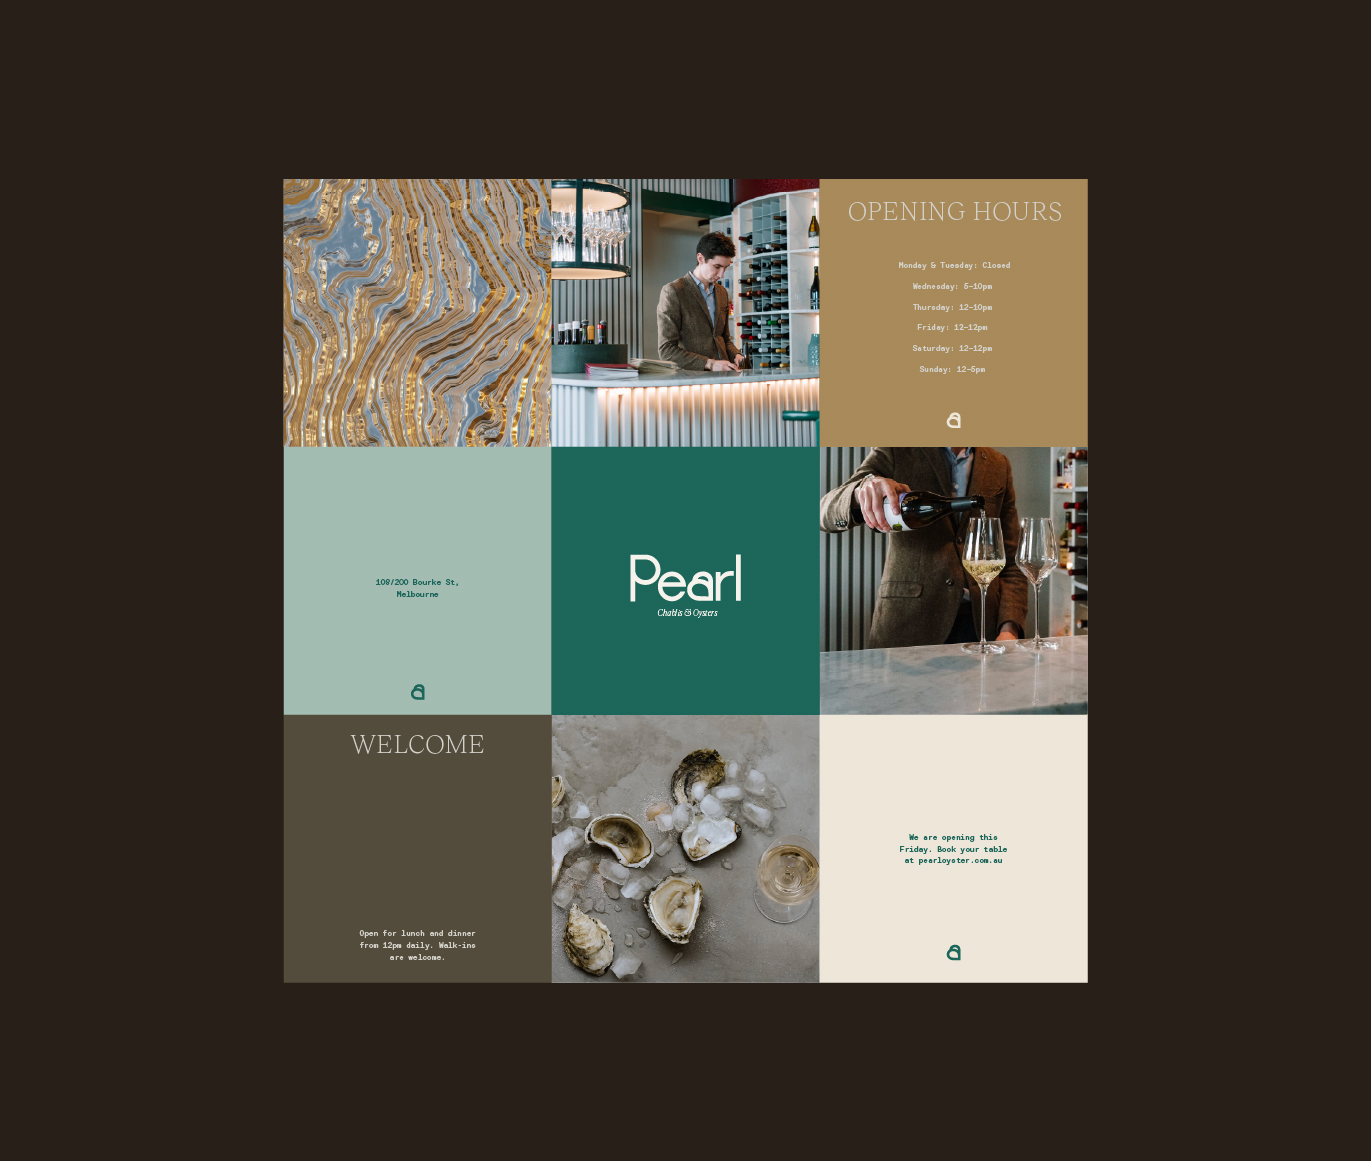 OPENING HOURS
Monday & Tuesday: Closed
Wednesday: 5-10pm
Thursday: 12-10pm
Friday: 12-12pm
Saturday: 12-12pm
Sunday: 12-5pm
a
108/200 Bourke St,
Melbourne
a
Pearl
Chablis & Oysters
WELCOME
Open for lunch and dinner
from 12pm daily. Walk-ins
are welcome.
We are opening this
Friday. Book your table
at pearloyster.com.au
a